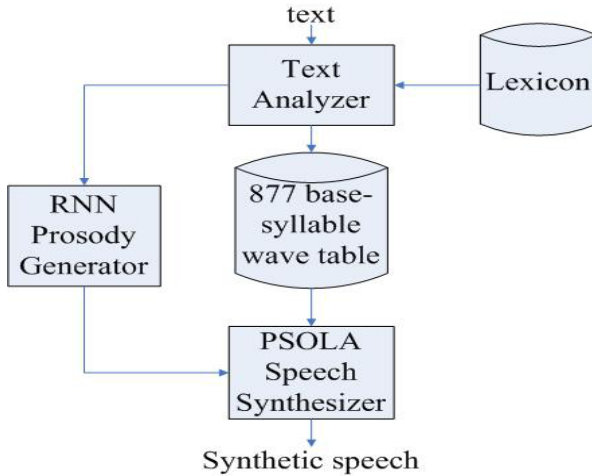 text
Text
Analyzer
Lexicon
RNN
Prosody
Generator
877 base-
syllable
wave table
PSOLA
Speech
Synthesizer
Synthetic speech